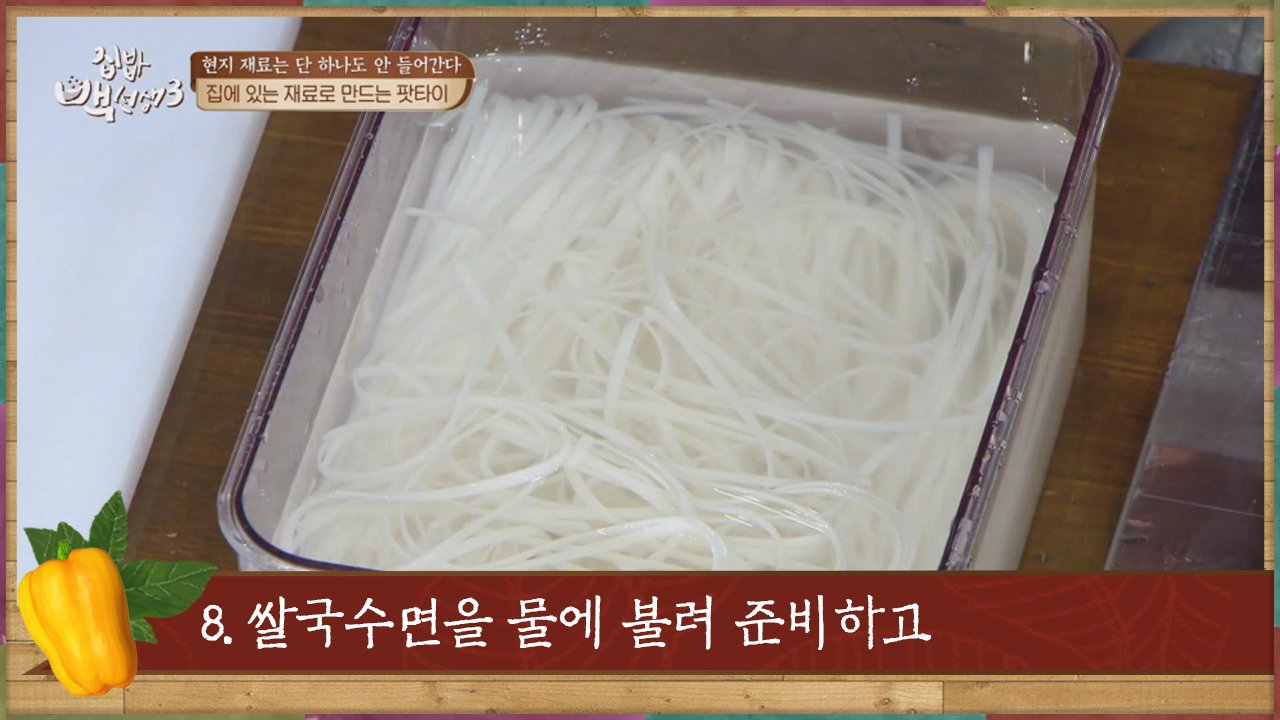 집밥
백선생3
현지 재료는 단 하나도 안 들어간다
집에 있는 재료로 만드는 팟타이
8. 쌀국수면을 물에 불려 준비하고